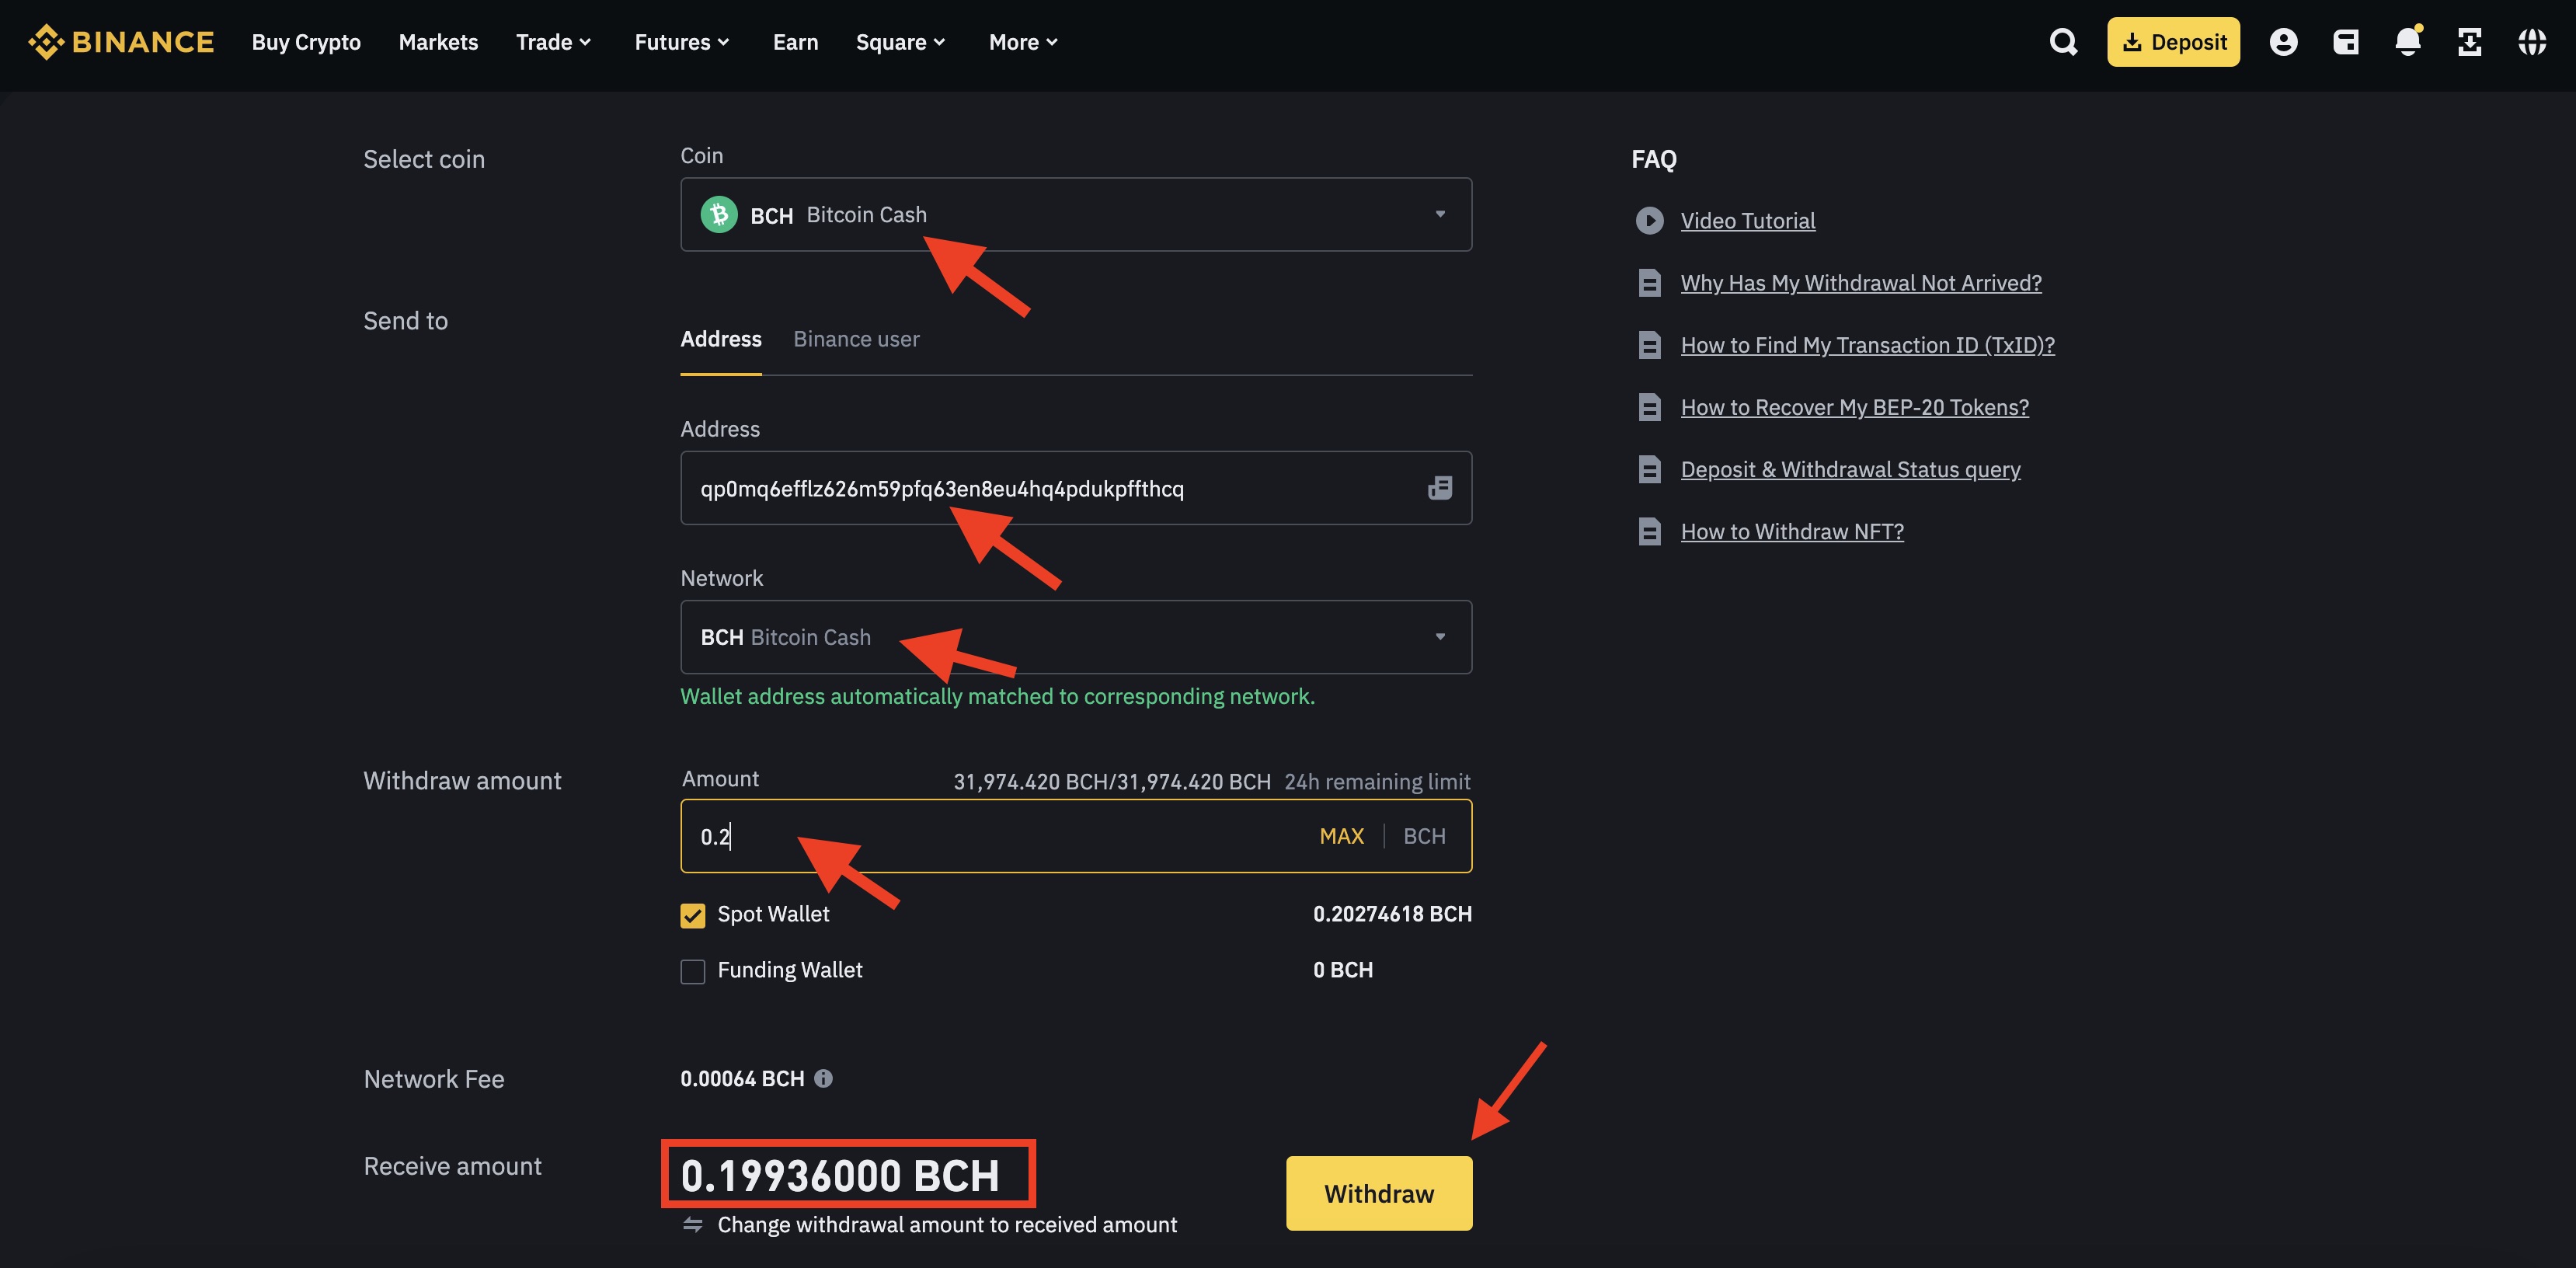 BINANCE Buy Crypto Markets Trade Futures Earn Square More Deposit
Select coin
Coin
BCH Bitcoin Cash
Send to
Address Binance user
Address
qp0mq6efflz626m59pfq63en8eu4hq4pdukpffthcq
Network
BCH Bitcoin Cash
Wallet address automatically matched to corresponding network.
Withdraw amount
Amount 31,974.420 BCH/31,974.420 BCH 24h remaining limit
0.2 MAX BCH
Spot Wallet 0.20274618 BCH
Funding Wallet 0 BCH
Network Fee 0.00064 BCH
Receive amount
0.19936000 BCH
Change withdrawal amount to received amount
Withdraw
FAQ
Video Tutorial
Why Has My Withdrawal Not Arrived?
How to Find My Transaction ID (TxID)?
How to Recover My BEP-20 Tokens?
Deposit & Withdrawal Status query
How to Withdraw NFT?